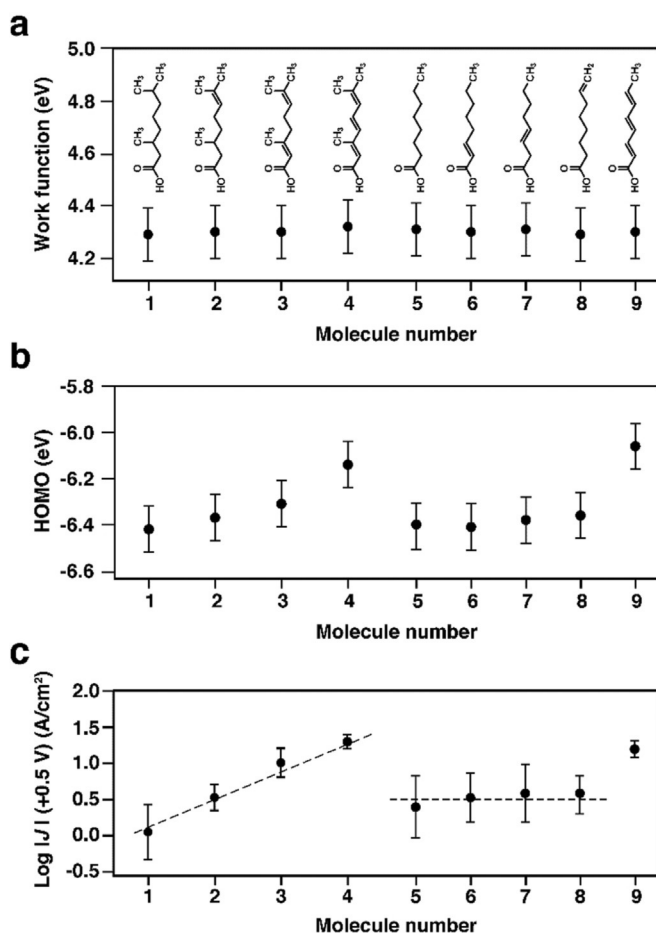 a
5.0
4.8
4.6
4.4
4.2
Work function (eV)
CH₃ CH₃ CH₃ O HO
CH₃ CH₃ CH₃ O HO
CH₃ CH₃ CH₃ O HO
CH₃ CH₃ CH₃ O HO
CH₃ O HO
CH₃ O HO
CH₃ O HO
CH₂ O HO
CH₃ O HO
1 2 3 4 5 6 7 8 9
Molecule number
b
-5.8
-6.0
-6.2
-6.4
-6.6
HOMO (eV)
1 2 3 4 5 6 7 8 9
Molecule number
c
2.0
1.5
1.0
0.5
0.0
-0.5
Log |J| (+0.5 V) (A/cm²)
1 2 3 4 5 6 7 8 9
Molecule number